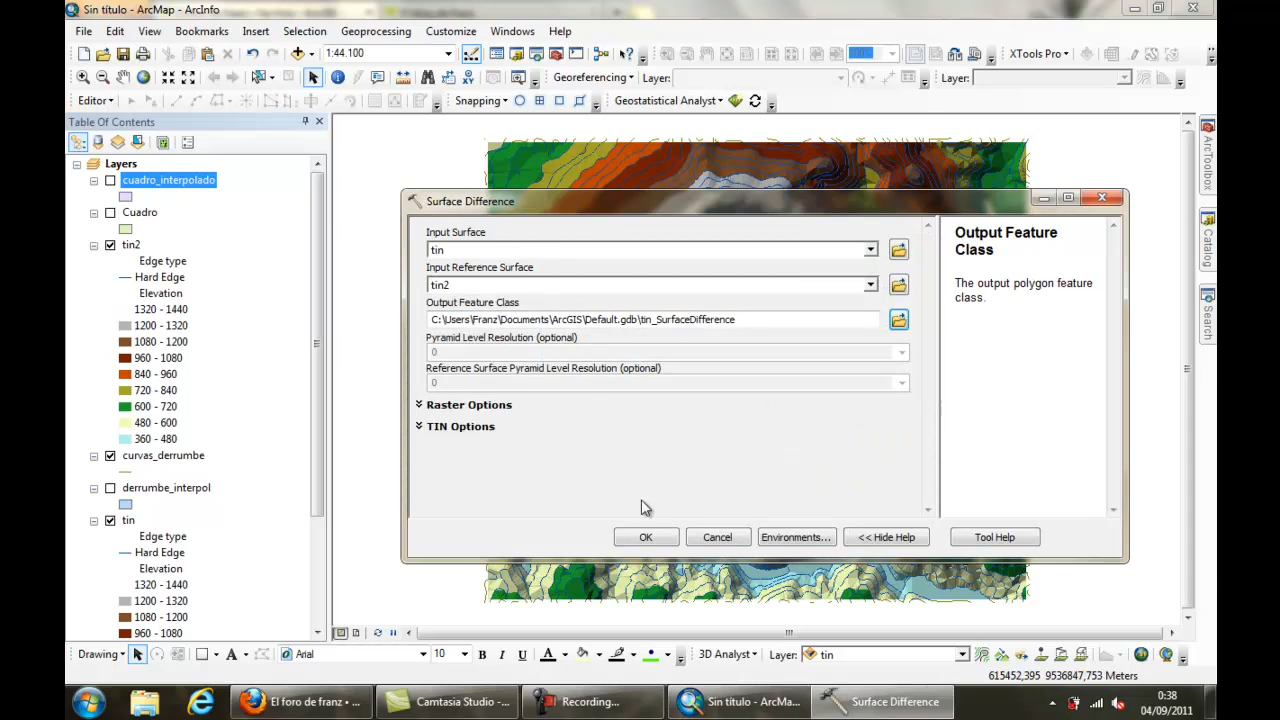 Sin título - ArcMap - ArcInfo
File Edit View Bookmarks Insert Selection Geoprocessing Customize Windows Help
1:44.100 XTools Pro
Georeferencing Layer: Layer:
Editor Snapping Geostatistical Analyst
Table Of Contents
Layers
cuadro_interpolado
Cuadro
tin2
Edge type
Hard Edge
Elevation
1320 - 1440
1200 - 1320
1080 - 1200
960 - 1080
840 - 960
720 - 840
600 - 720
480 - 600
360 - 480
curvas_derrumbe
derrumbe_interpol
tin
Edge type
Hard Edge
Elevation
1320 - 1440
1200 - 1320
1080 - 1200
960 - 1080
Surface Difference
Input Surface
tin
Input Reference Surface
tin2
Output Feature Class
C:\Users\Franz\Documents\ArcGIS\Default.gdb\tin_SurfaceDifference
Pyramid Level Resolution (optional)
0
Reference Surface Pyramid Level Resolution (optional)
0
Raster Options
TIN Options
OK Cancel Environments... << Hide Help Tool Help
Output Feature
Class
The output polygon feature
class.
ArcToolbox
Catalog
Search
Drawing A Arial 10 B I U A 3D Analyst Layer: tin
615452,395 9536847,753 Meters
El foro de franz • ... Camtasia Studio - ... Recording... Sin título - ArcMa... Surface Difference
0:38
04/09/2011